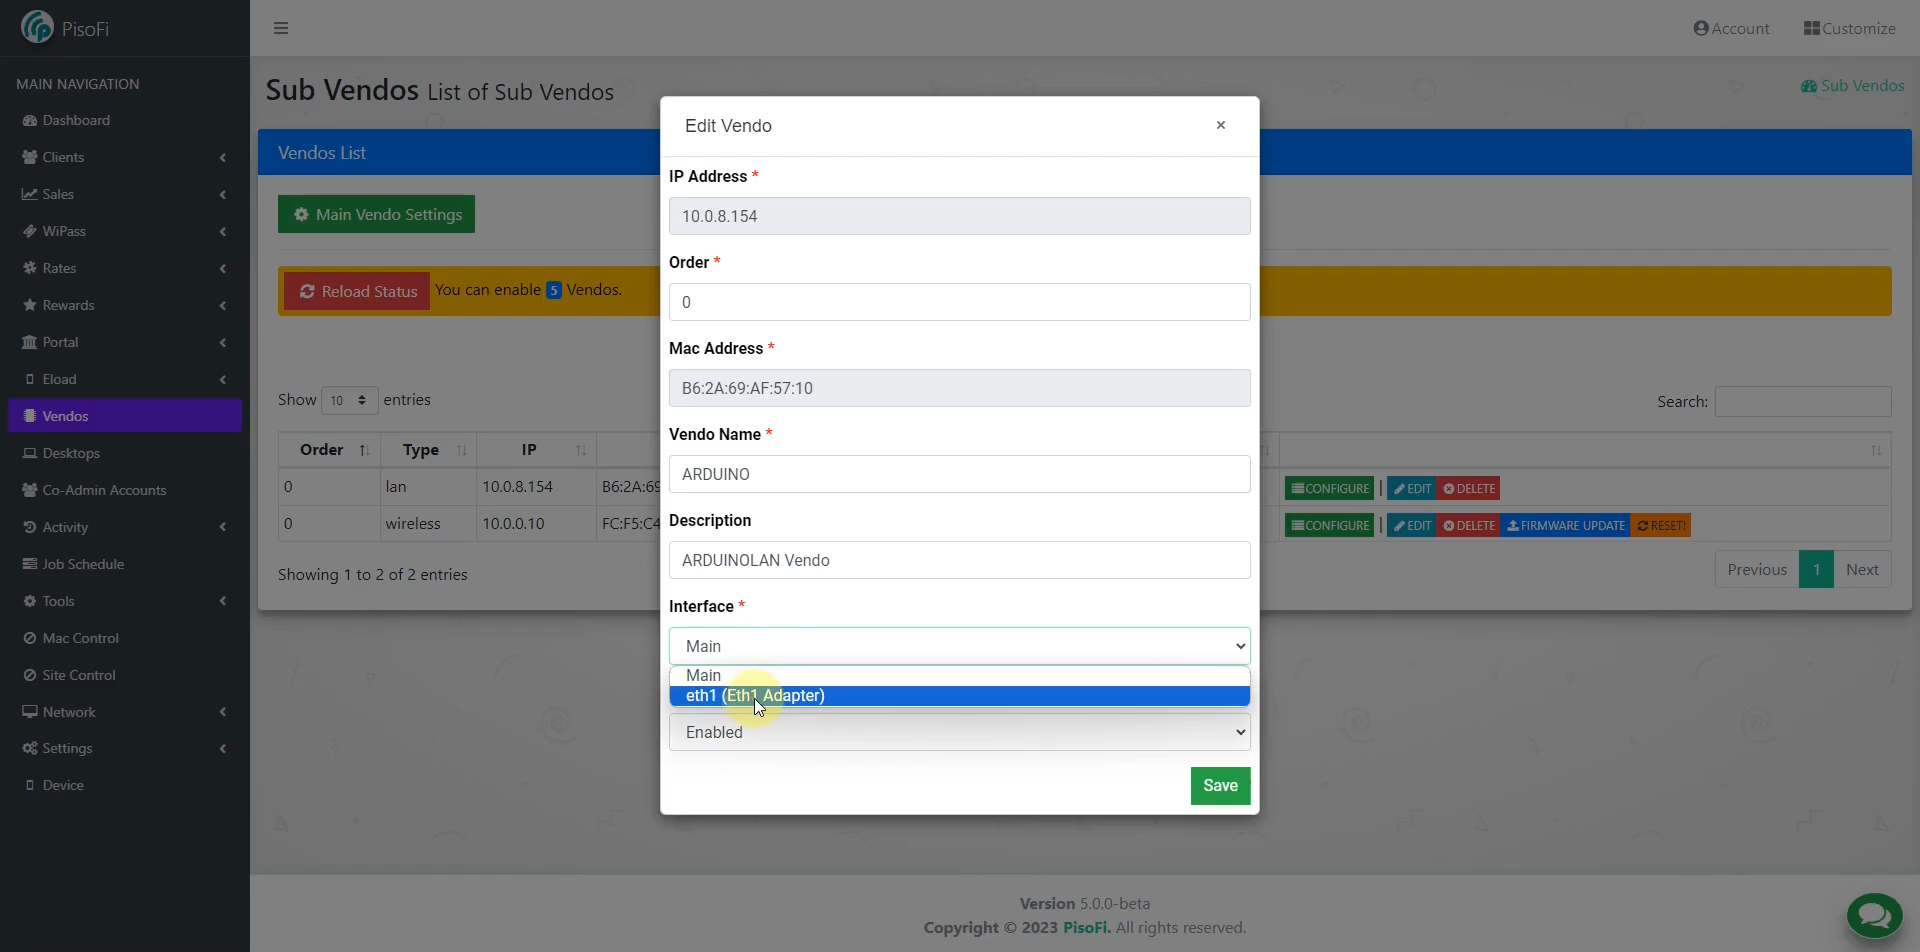 PisoFi
Account
Customize
MAIN NAVIGATION
Dashboard
Clients
Sales
WiPass
Rates
Rewards
Portal
Eload
Vendos
Desktops
Co-Admin Accounts
Activity
Job Schedule
Tools
Mac Control
Site Control
Network
Settings
Device
Sub Vendos List of Sub Vendos
Sub Vendos
Vendos List
Main Vendo Settings
Reload Status You can enable 5 Vendos.
Show 10 entries
Search:
Order Type IP
0 lan 10.0.8.154 B6:2A:69 CONFIGURE | EDIT DELETE
0 wireless 10.0.0.10 FC:F5:C4 CONFIGURE | EDIT DELETE FIRMWARE UPDATE RESET!
Showing 1 to 2 of 2 entries
Previous 1 Next
Edit Vendo ×
IP Address *
10.0.8.154
Order *
0
Mac Address *
B6:2A:69:AF:57:10
Vendo Name *
ARDUINO
Description
ARDUINOLAN Vendo
Interface *
Main
Main
eth1 (Eth1 Adapter)
Enabled
Save
Version 5.0.0-beta
Copyright © 2023 PisoFi. All rights reserved.